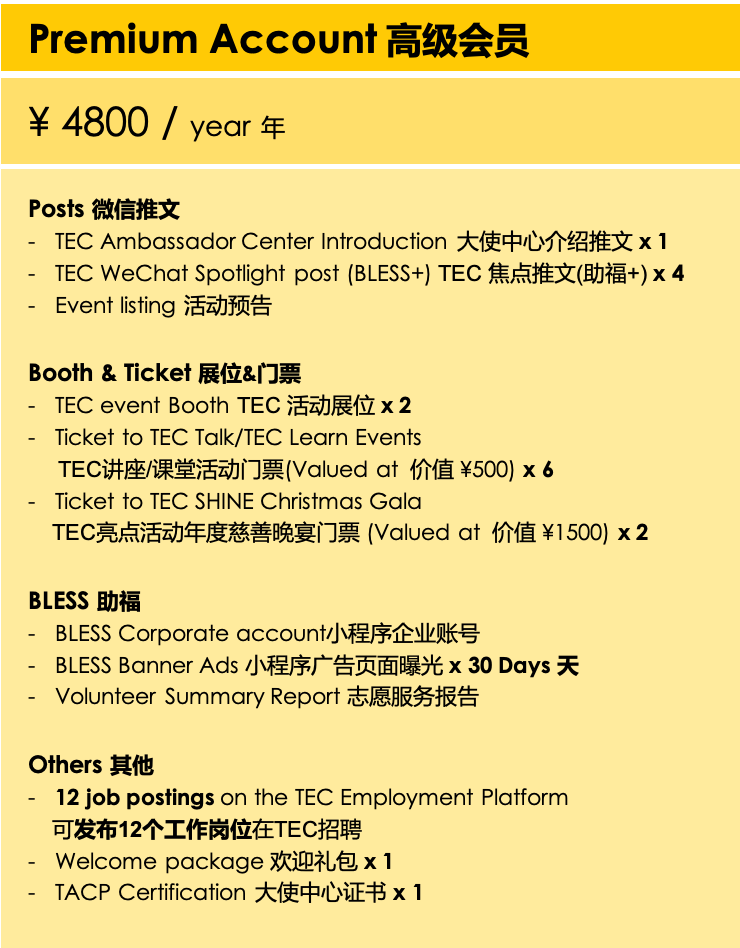 Premium Account 高级会员
¥ 4800 / year 年
Posts 微信推文
- TEC Ambassador Center Introduction 大使中心介绍推文 x 1
- TEC WeChat Spotlight post (BLESS+) TEC 焦点推文(助福+) x 4
- Event listing 活动预告
Booth & Ticket 展位&门票
- TEC event Booth TEC 活动展位 x 2
- Ticket to TEC Talk/TEC Learn Events
TEC讲座/课堂活动门票(Valued at 价值 ¥500) x 6
- Ticket to TEC SHINE Christmas Gala
TEC亮点活动年度慈善晚宴门票 (Valued at 价值 ¥1500) x 2
BLESS 助福
- BLESS Corporate account小程序企业账号
- BLESS Banner Ads 小程序广告页面曝光 x 30 Days 天
- Volunteer Summary Report 志愿服务报告
Others 其他
- 12 job postings on the TEC Employment Platform
可发布12个工作岗位在TEC招聘
- Welcome package 欢迎礼包 x 1
- TACP Certification 大使中心证书 x 1